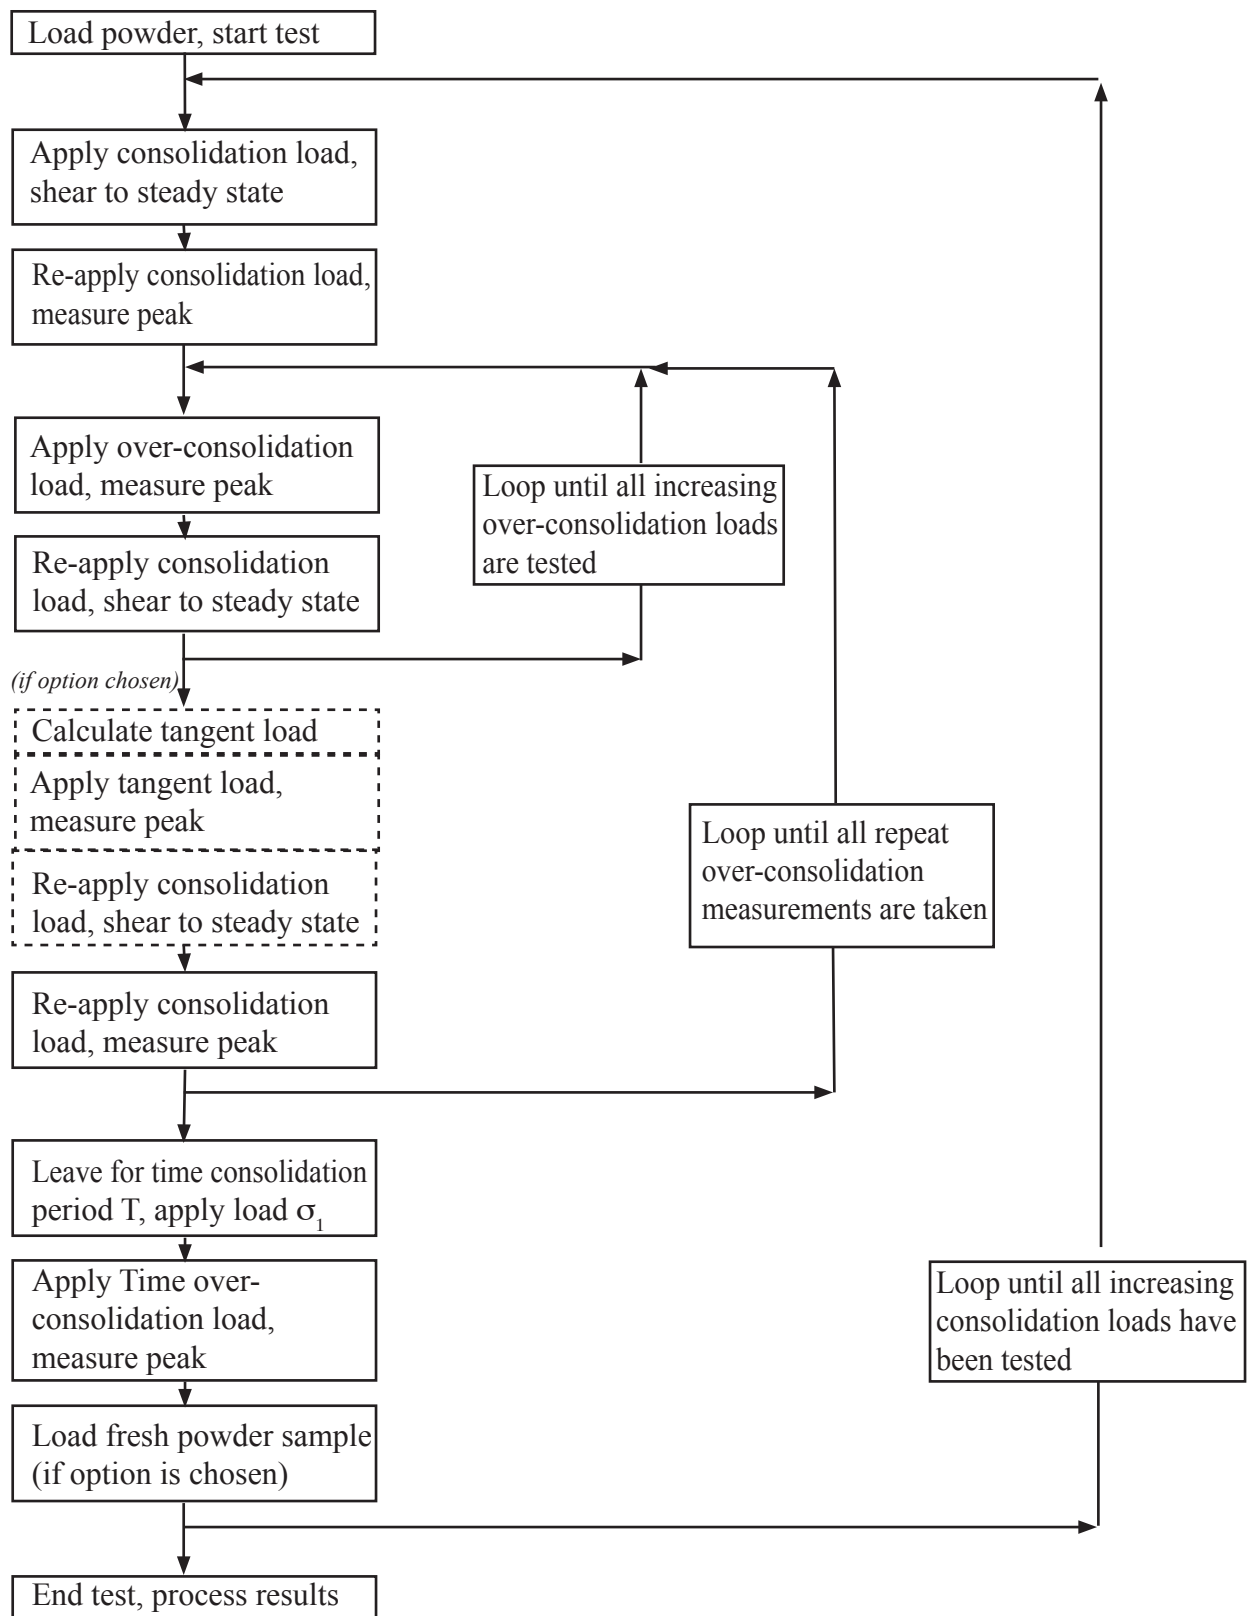 Load powder, start test
Apply consolidation load,
shear to steady state
Re-apply consolidation load,
measure peak
Apply over-consolidation
load, measure peak
Loop until all increasing
over-consolidation loads
are tested
Re-apply consolidation
load, shear to steady state
(if option chosen)
Calculate tangent load
Apply tangent load,
measure peak
Loop until all repeat
over-consolidation
measurements are taken
Re-apply consolidation
load, shear to steady state
Re-apply consolidation
load, measure peak
Leave for time consolidation
period T, apply load σ₁
Apply Time over-
consolidation load,
measure peak
Loop until all increasing
consolidation loads have
been tested
Load fresh powder sample
(if option is chosen)
End test, process results